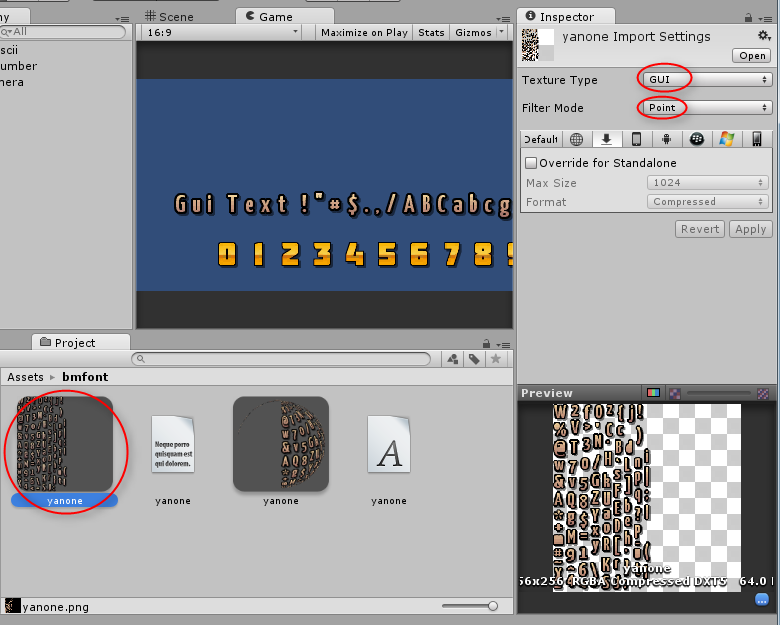 ny
Scene
Game
Inspector
All
16:9
Maximize on Play
Stats
Gizmos
yanone Import Settings
Open
scii
umber
nera
Texture Type
GUI
Filter Mode
Point
Default
Override for Standalone
Max Size
1024
Format
Compressed
Revert
Apply
Gui Text !"#$.,/ABCabcg
0 1 2 3 4 5 6 7 8 9
Project
Assets
bmfont
Neque porro
quisquam est
qui dolorem.
A
yanone
yanone
yanone
yanone
yanone.png
Preview
yanone
56x256 RGBA Compressed DXT5 64.0